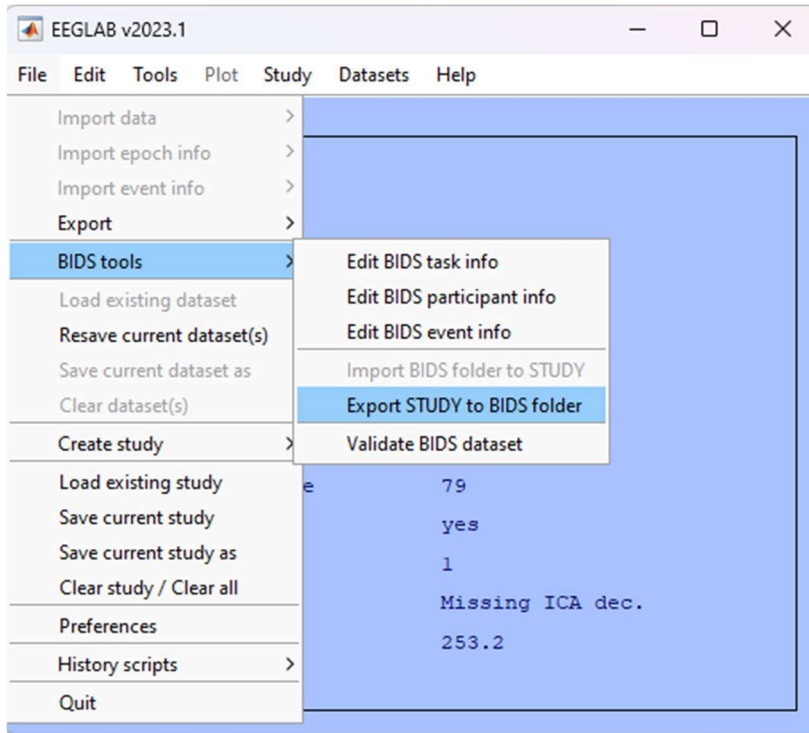 EEGLAB v2023.1
File Edit Tools Plot Study Datasets Help
Import data
Import epoch info
Import event info
Export
BIDS tools
Load existing dataset
Resave current dataset(s)
Save current dataset as
Clear dataset(s)
Create study
Load existing study
Save current study
Save current study as
Clear study / Clear all
Preferences
History scripts
Quit
Edit BIDS task info
Edit BIDS participant info
Edit BIDS event info
Import BIDS folder to STUDY
Export STUDY to BIDS folder
Validate BIDS dataset
e 79
yes
1
Missing ICA dec.
253.2